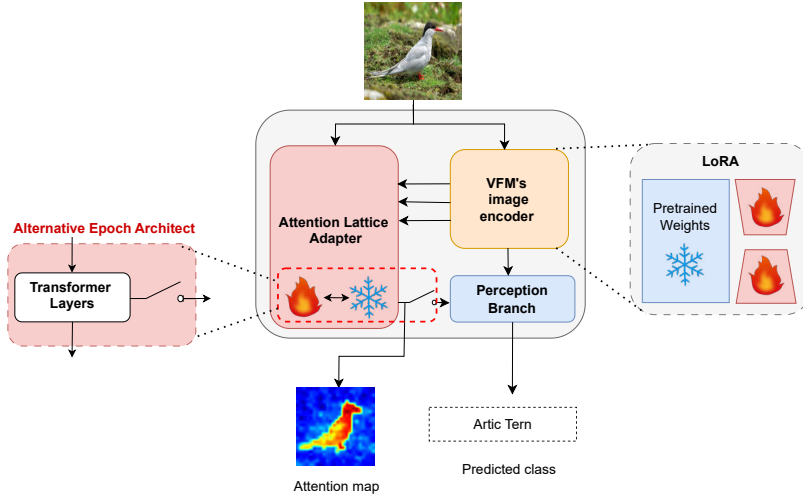 LoRA
VFM's
image
encoder
Pretrained
Weights
Attention Lattice
Adapter
Alternative Epoch Architect
Transformer
Layers
Perception
Branch
Artic Tern
Predicted class
Attention map